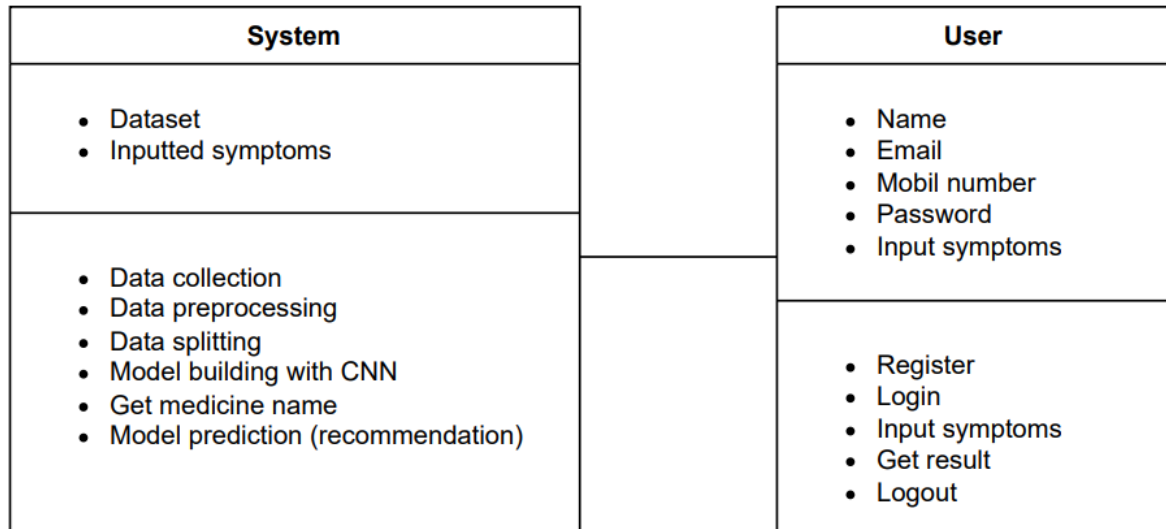 System
• Dataset
• Inputted symptoms
• Data collection
• Data preprocessing
• Data splitting
• Model building with CNN
• Get medicine name
• Model prediction (recommendation)
User
• Name
• Email
• Mobil number
• Password
• Input symptoms
• Register
• Login
• Input symptoms
• Get result
• Logout